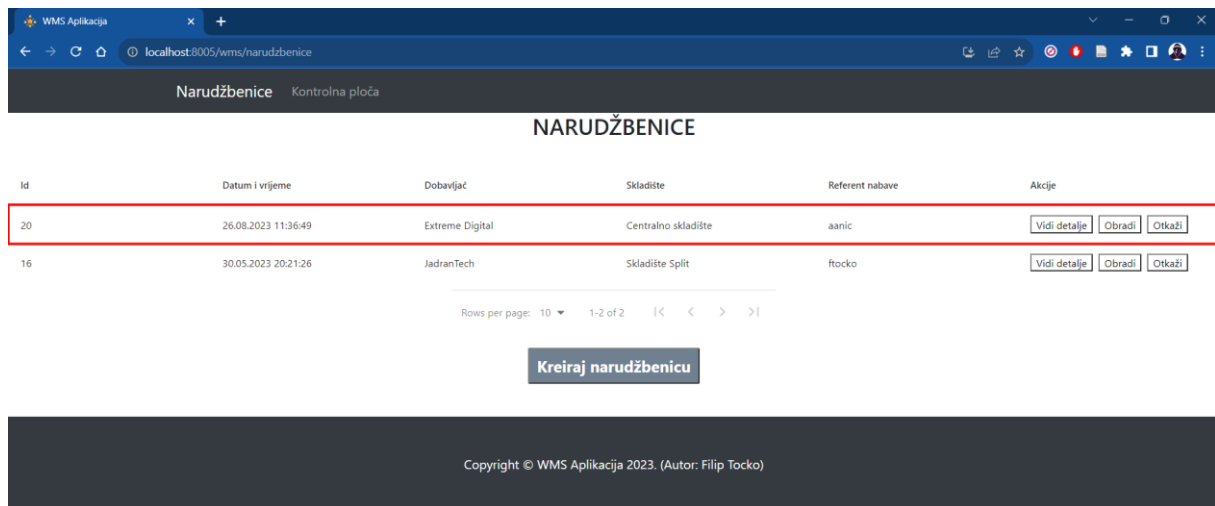 WMS Aplikacija
localhost:8005/wms/narudzbenice
Narudžbenice Kontrolna ploča
NARUDŽBENICE
Id Datum i vrijeme Dobavljač Skladište Referent nabave Akcije
20 26.08.2023 11:36:49 Extreme Digital Centralno skladište aanic Vidi detalje Obradi Otkaži
16 30.05.2023 20:21:26 JadranTech Skladište Split ftocko Vidi detalje Obradi Otkaži
Rows per page: 10 1-2 of 2
Kreiraj narudžbenicu
Copyright © WMS Aplikacija 2023. (Autor: Filip Tocko)